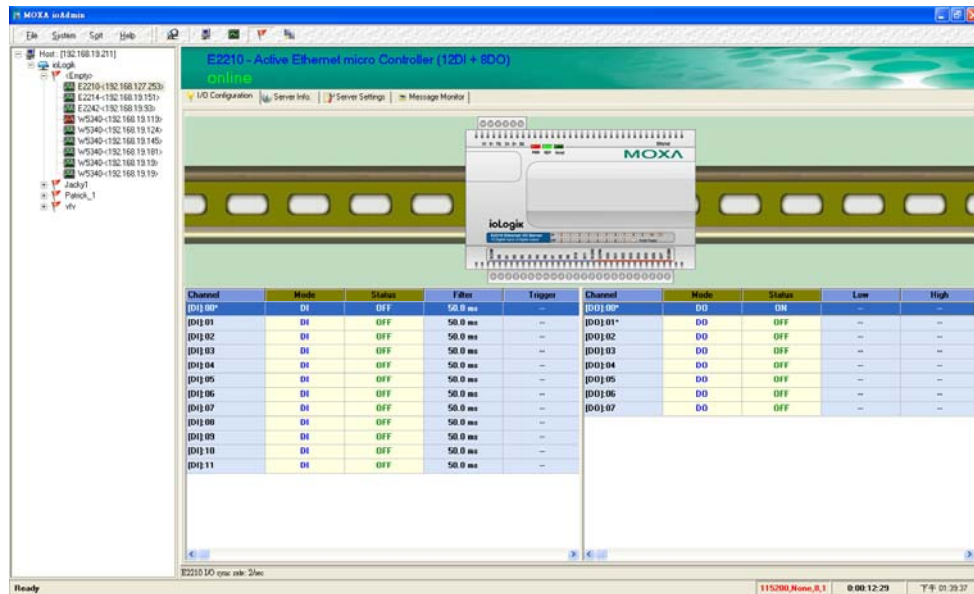 MOXA ioAdmin
File System Sort Help
Host : [192.168.19.211]
ioLogik
<Empty>
E2210-<192.168.127.253>
E2214-<192.168.19.151>
E2242-<192.168.19.93>
W5340-<192.168.19.119>
W5340-<192.168.19.124>
W5340-<192.168.19.145>
W5340-<192.168.19.181>
W5340-<192.168.19.19>
W5340-<192.168.19.19>
Jacky1
Patrick_1
E2210 - Active Ethernet micro Controller (12DI + 8DO)
online
I/O Configuration Server Info. Server Settings Message Monitor
MOXA
ioLogik
Channel Mode Status Filter Trigger
[DI]:00* DI OFF 50.0 ms --
[DI]:01 DI OFF 50.0 ms --
[DI]:02 DI OFF 50.0 ms --
[DI]:03 DI OFF 50.0 ms --
[DI]:04 DI OFF 50.0 ms --
[DI]:05 DI OFF 50.0 ms --
[DI]:06 DI OFF 50.0 ms --
[DI]:07 DI OFF 50.0 ms --
[DI]:08 DI OFF 50.0 ms --
[DI]:09 DI OFF 50.0 ms --
[DI]:10 DI OFF 50.0 ms --
[DI]:11 DI OFF 50.0 ms --
Channel Mode Status Low High
[DO]:00* DO ON -- --
[DO]:01* DO OFF -- --
[DO]:02 DO OFF -- --
[DO]:03 DO OFF -- --
[DO]:04 DO OFF -- --
[DO]:05 DO OFF -- --
[DO]:06 DO OFF -- --
[DO]:07 DO OFF -- --
E2210 I/O sync rate: 2/sec
Ready 115200,None,8,1 0:00:12:29 下午 01:39:37